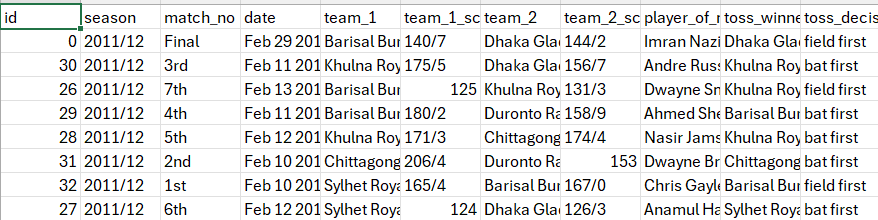 id season match_no date team_1 team_1_sc team_2 team_2_sc player_of_r toss_winne toss_decis
0 2011/12 Final Feb 29 201 Barisal Bur 140/7 Dhaka Glad 144/2 Imran Nazi Dhaka Glad field first
30 2011/12 3rd Feb 11 201 Khulna Roy 175/5 Dhaka Glad 156/7 Andre Russ Khulna Roy bat first
26 2011/12 7th Feb 13 201 Barisal Bur 125 Khulna Roy 131/3 Dwayne Sn Khulna Roy field first
29 2011/12 4th Feb 11 201 Barisal Bur 180/2 Duronto Ra 158/9 Ahmed She Barisal Bur bat first
28 2011/12 5th Feb 12 201 Khulna Roy 171/3 Chittagong 174/4 Nasir Jams Khulna Roy bat first
31 2011/12 2nd Feb 10 201 Chittagong 206/4 Duronto Ra 153 Dwayne Br Chittagong bat first
32 2011/12 1st Feb 10 201 Sylhet Roya 165/4 Barisal Bur 167/0 Chris Gayle Barisal Bur field first
27 2011/12 6th Feb 12 201 Sylhet Roya 124 Dhaka Glad 126/3 Anamul Ha Sylhet Roya bat first